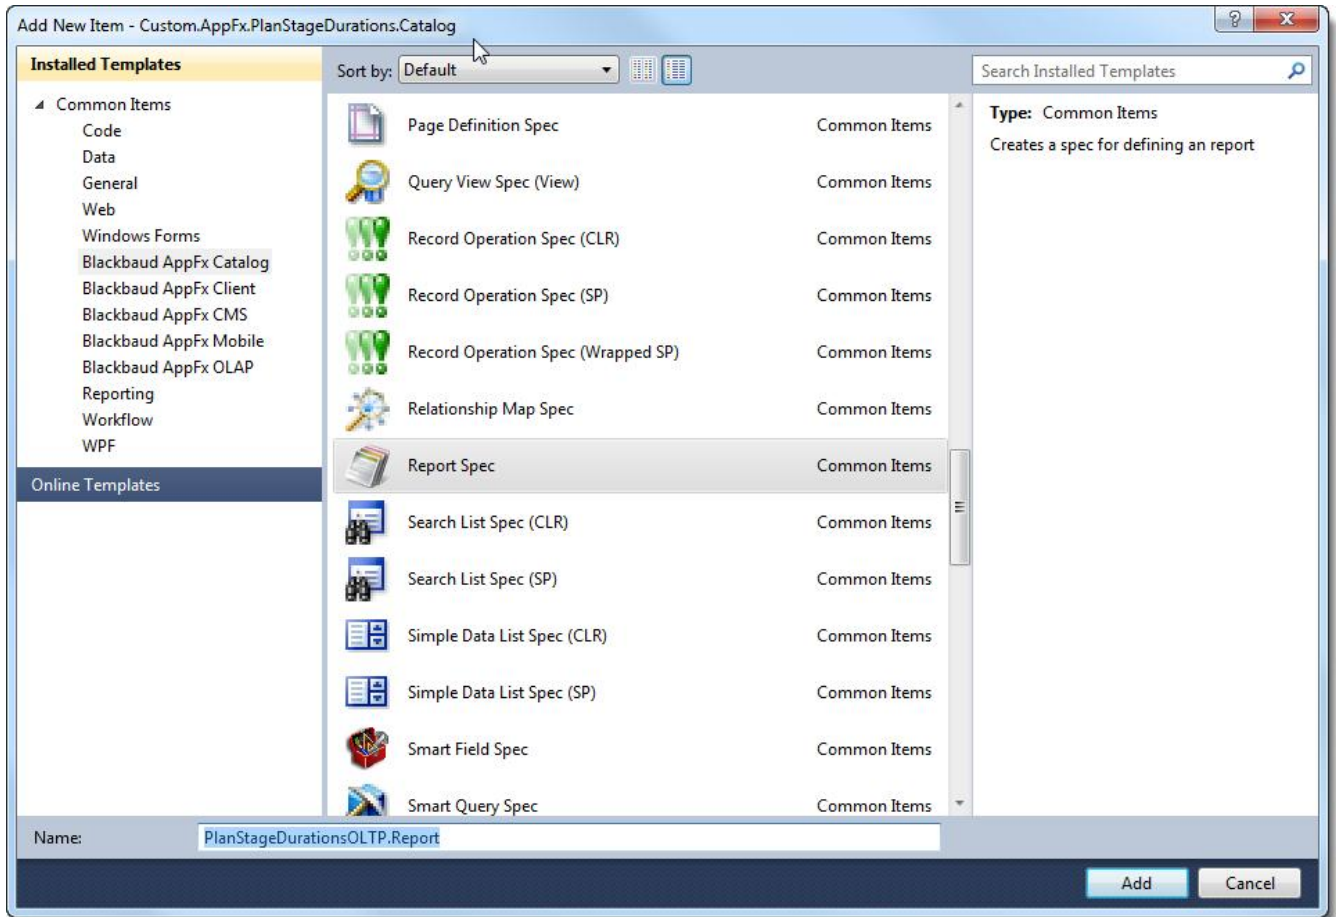 Add New Item - Custom.AppFx.PlanStageDurations.Catalog
Installed Templates
Sort by: Default
Search Installed Templates
Common Items
Code
Data
General
Web
Windows Forms
Blackbaud AppFx Catalog
Blackbaud AppFx Client
Blackbaud AppFx CMS
Blackbaud AppFx Mobile
Blackbaud AppFx OLAP
Reporting
Workflow
WPF
Online Templates
Page Definition Spec Common Items
Query View Spec (View) Common Items
Record Operation Spec (CLR) Common Items
Record Operation Spec (SP) Common Items
Record Operation Spec (Wrapped SP) Common Items
Relationship Map Spec Common Items
Report Spec Common Items
Search List Spec (CLR) Common Items
Search List Spec (SP) Common Items
Simple Data List Spec (CLR) Common Items
Simple Data List Spec (SP) Common Items
Smart Field Spec Common Items
Smart Query Spec Common Items
Type: Common Items
Creates a spec for defining an report
Name: PlanStageDurationsOLTP.Report
Add Cancel